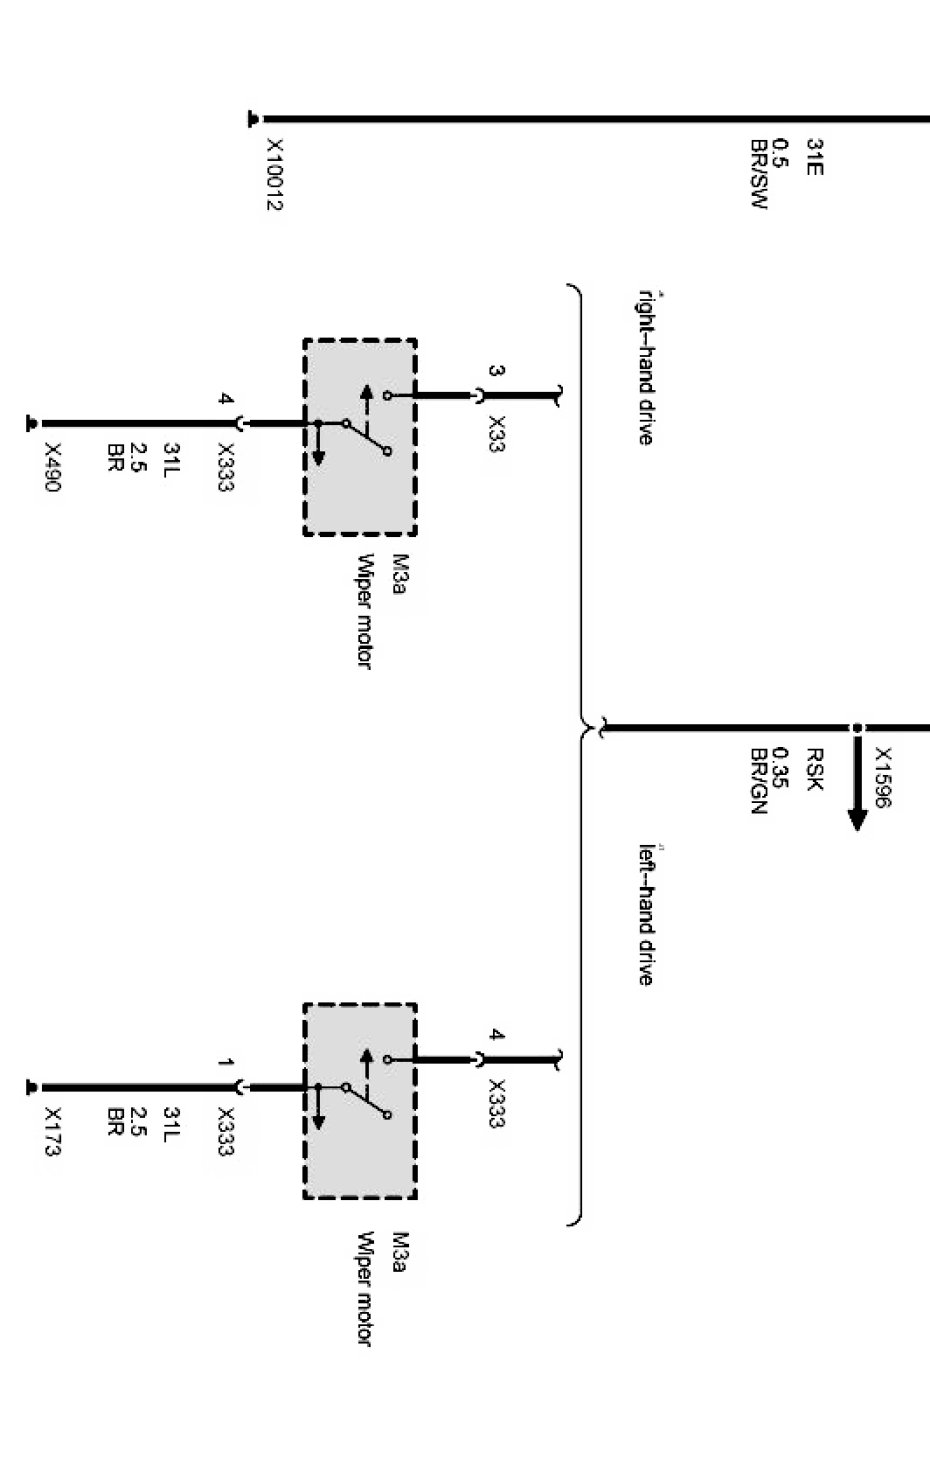 31E
0.5
BR/SW
X10012
right--hand drive
3
X33
4
X333
31L
2.5
BR
X490
M3a
Wiper motor
X1596
RSK
0.35
BR/GN
left--hand drive
4
X333
1
X333
31L
2.5
BR
X173
M3a
Wiper motor